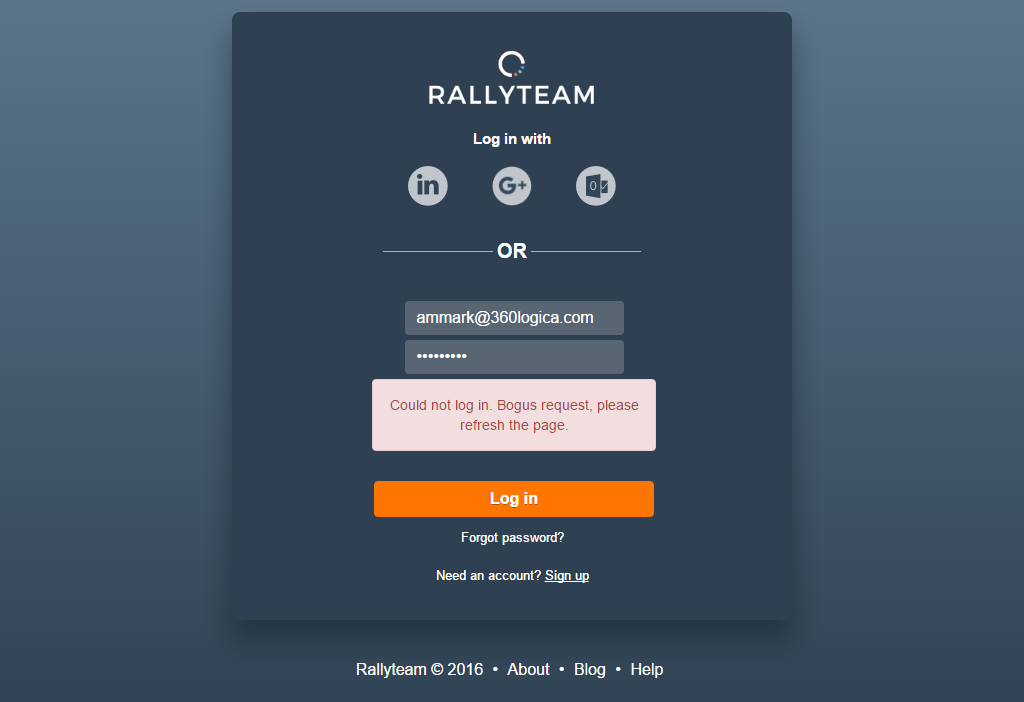 RALLYTEAM
Log in with
in G+ O
OR
ammark@360logica.com
•••••••••
Could not log in. Bogus request, please
refresh the page.
Log in
Forgot password?
Need an account? Sign up
Rallyteam © 2016 • About • Blog • Help